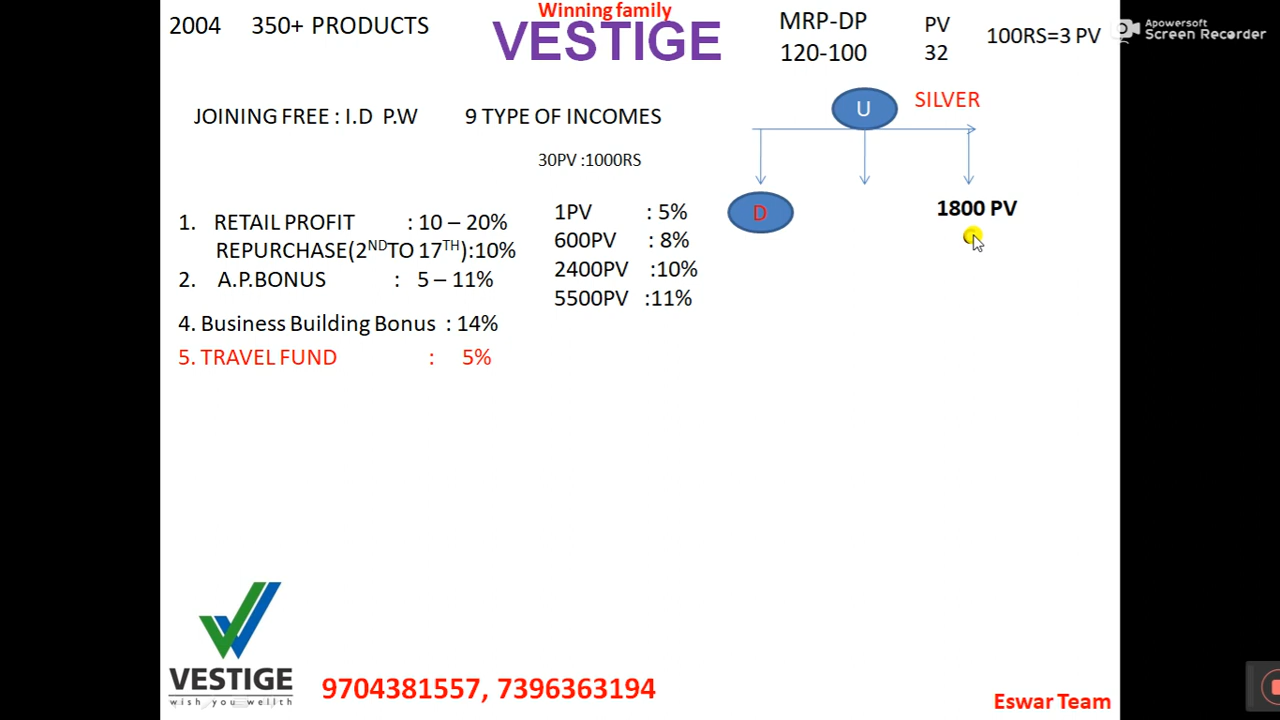 Winning family
2004 350+ PRODUCTS
VESTIGE
MRP-DP PV
120-100 32
100RS=3 PV
Apowersoft
Screen Recorder
JOINING FREE : I.D P.W 9 TYPE OF INCOMES
U SILVER
30PV :1000RS
1. RETAIL PROFIT : 10 – 20%
REPURCHASE(2ND TO 17TH):10%
2. A.P.BONUS : 5 – 11%
4. Business Building Bonus : 14%
5. TRAVEL FUND : 5%
1PV : 5%
600PV : 8%
2400PV :10%
5500PV :11%
D
1800 PV
VESTIGE
wish you wellth
9704381557, 7396363194
Eswar Team